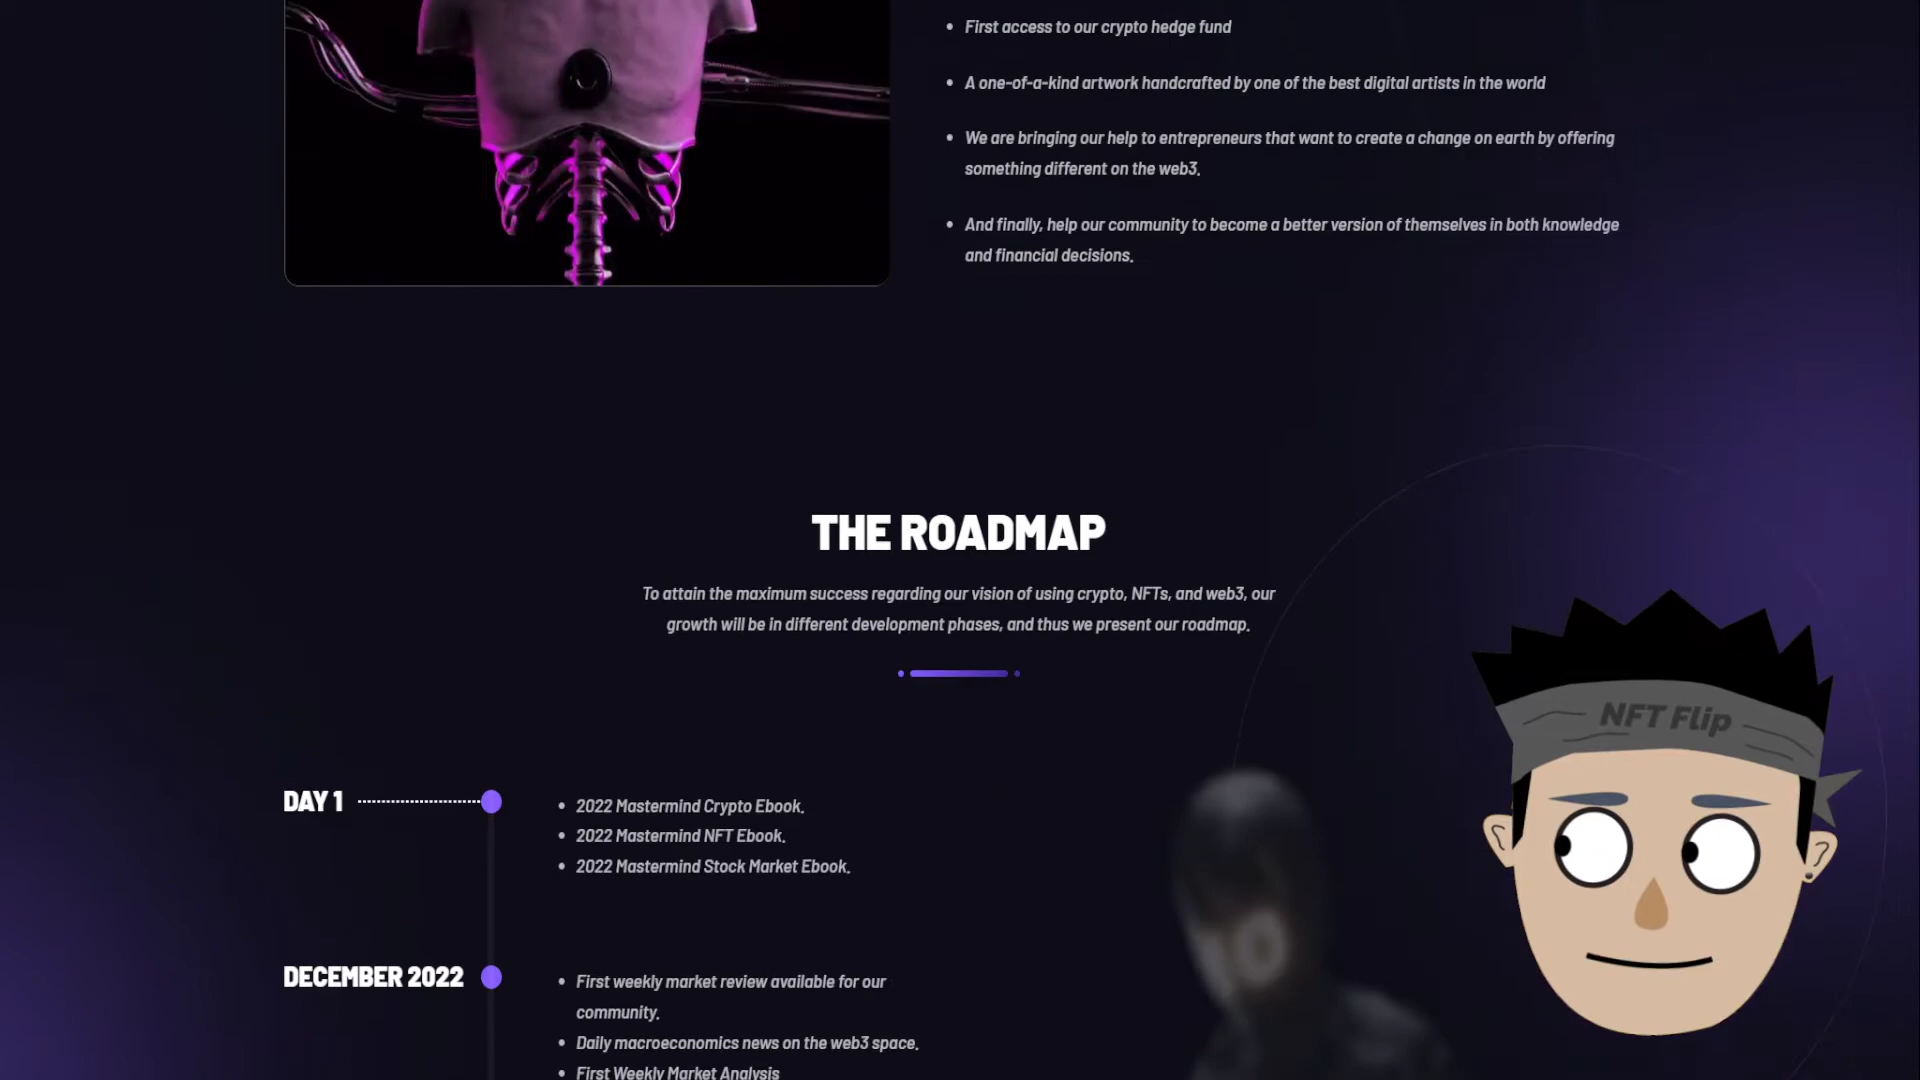 First access to our crypto hedge fund
A one-of-a-kind artwork handcrafted by one of the best digital artists in the world
We are bringing our help to entrepreneurs that want to create a change on earth by offering
something different on the web3.
And finally, help our community to become a better version of themselves in both knowledge
and financial decisions.
THE ROADMAP
To attain the maximum success regarding our vision of using crypto, NFTs, and web3, our
growth will be in different development phases, and thus we present our roadmap.
NFT Flip
DAY 1
2022 Mastermind Crypto Ebook.
2022 Mastermind NFT Ebook.
2022 Mastermind Stock Market Ebook.
DECEMBER 2022
First weekly market review available for our
community.
Daily macroeconomics news on the web3 space.
First Weekly Market Analysis